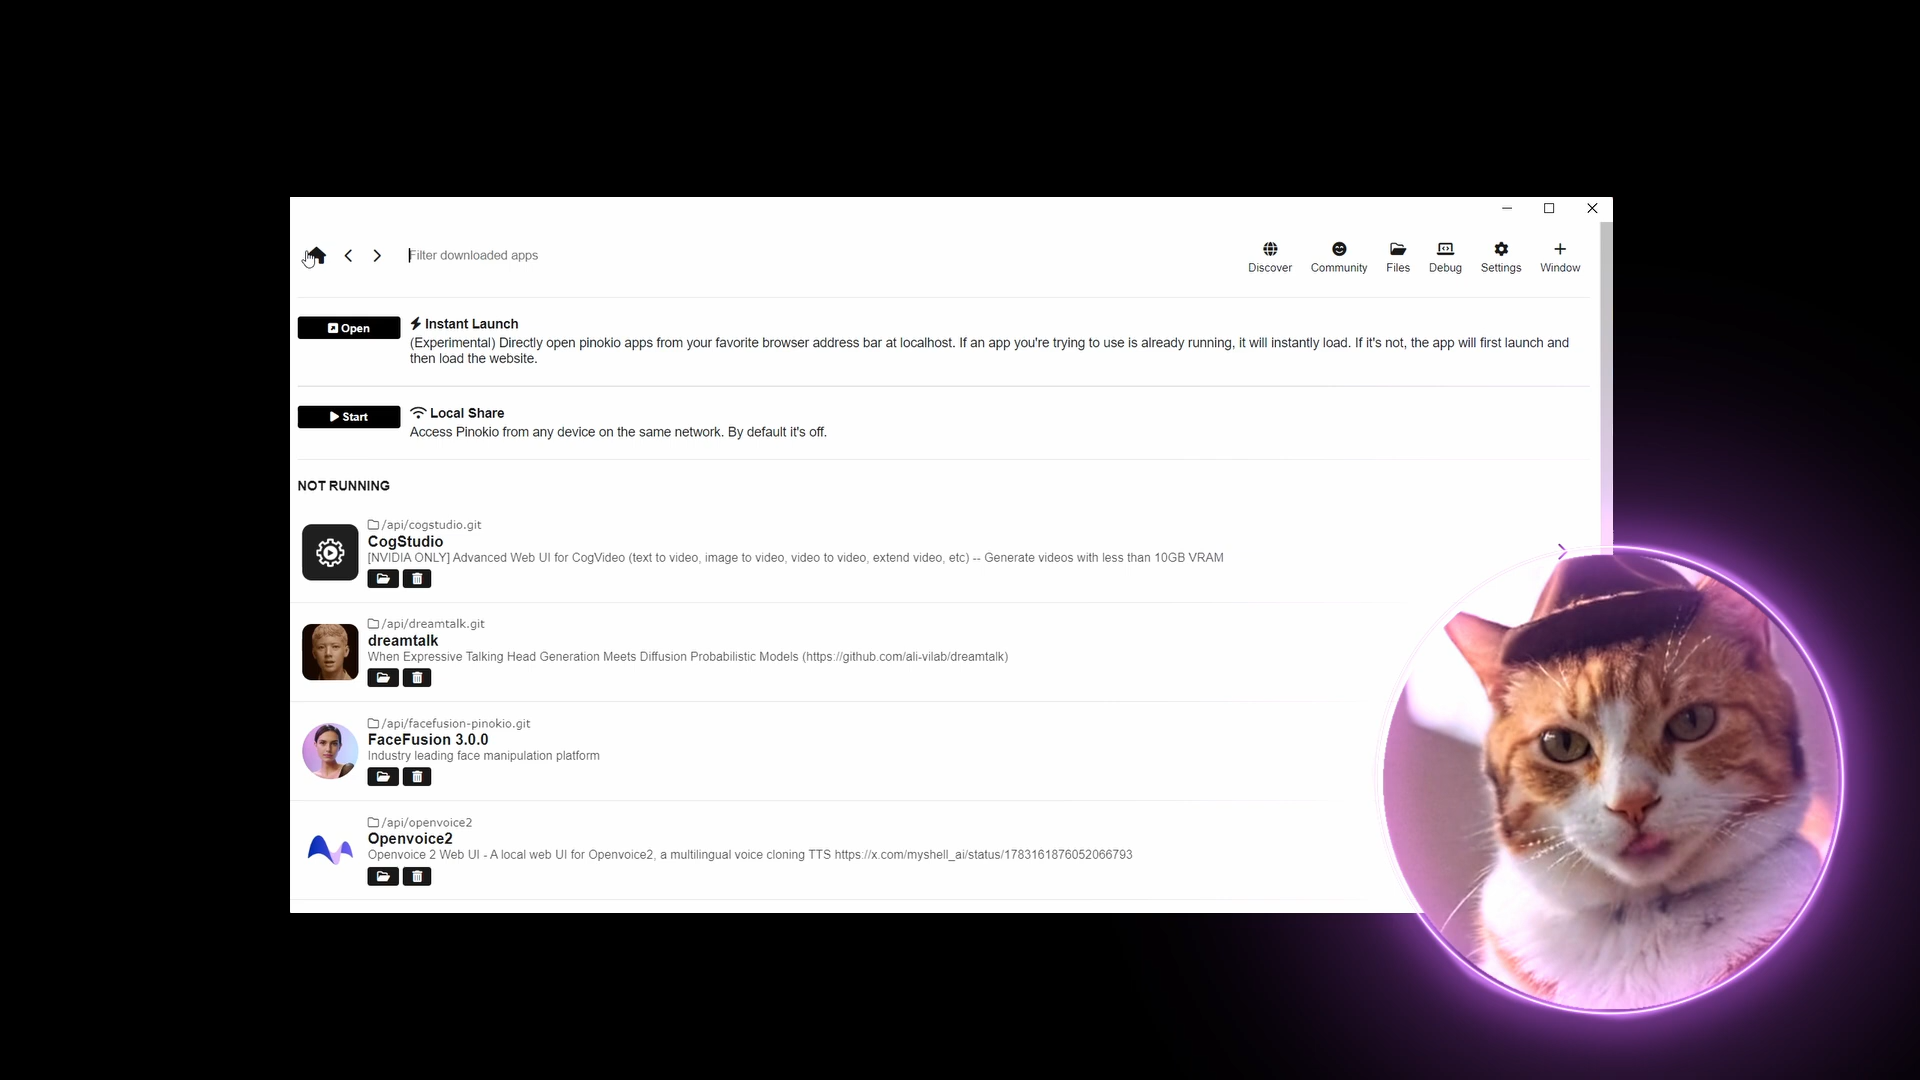 Filter downloaded apps
Discover
Community
Files
Debug
Settings
Window
Open
Instant Launch
(Experimental) Directly open pinokio apps from your favorite browser address bar at localhost. If an app you're trying to use is already running, it will instantly load. If it's not, the app will first launch and
then load the website.
Start
Local Share
Access Pinokio from any device on the same network. By default it's off.
NOT RUNNING
/api/cogstudio.git
CogStudio
[NVIDIA ONLY] Advanced Web UI for CogVideo (text to video, image to video, video to video, extend video, etc) -- Generate videos with less than 10GB VRAM
/api/dreamtalk.git
dreamtalk
When Expressive Talking Head Generation Meets Diffusion Probabilistic Models (https://github.com/ali-vilab/dreamtalk)
/api/facefusion-pinokio.git
FaceFusion 3.0.0
Industry leading face manipulation platform
/api/openvoice2
Openvoice2
Openvoice 2 Web UI - A local web UI for Openvoice2, a multilingual voice cloning TTS https://x.com/myshell_ai/status/1783161876052066793